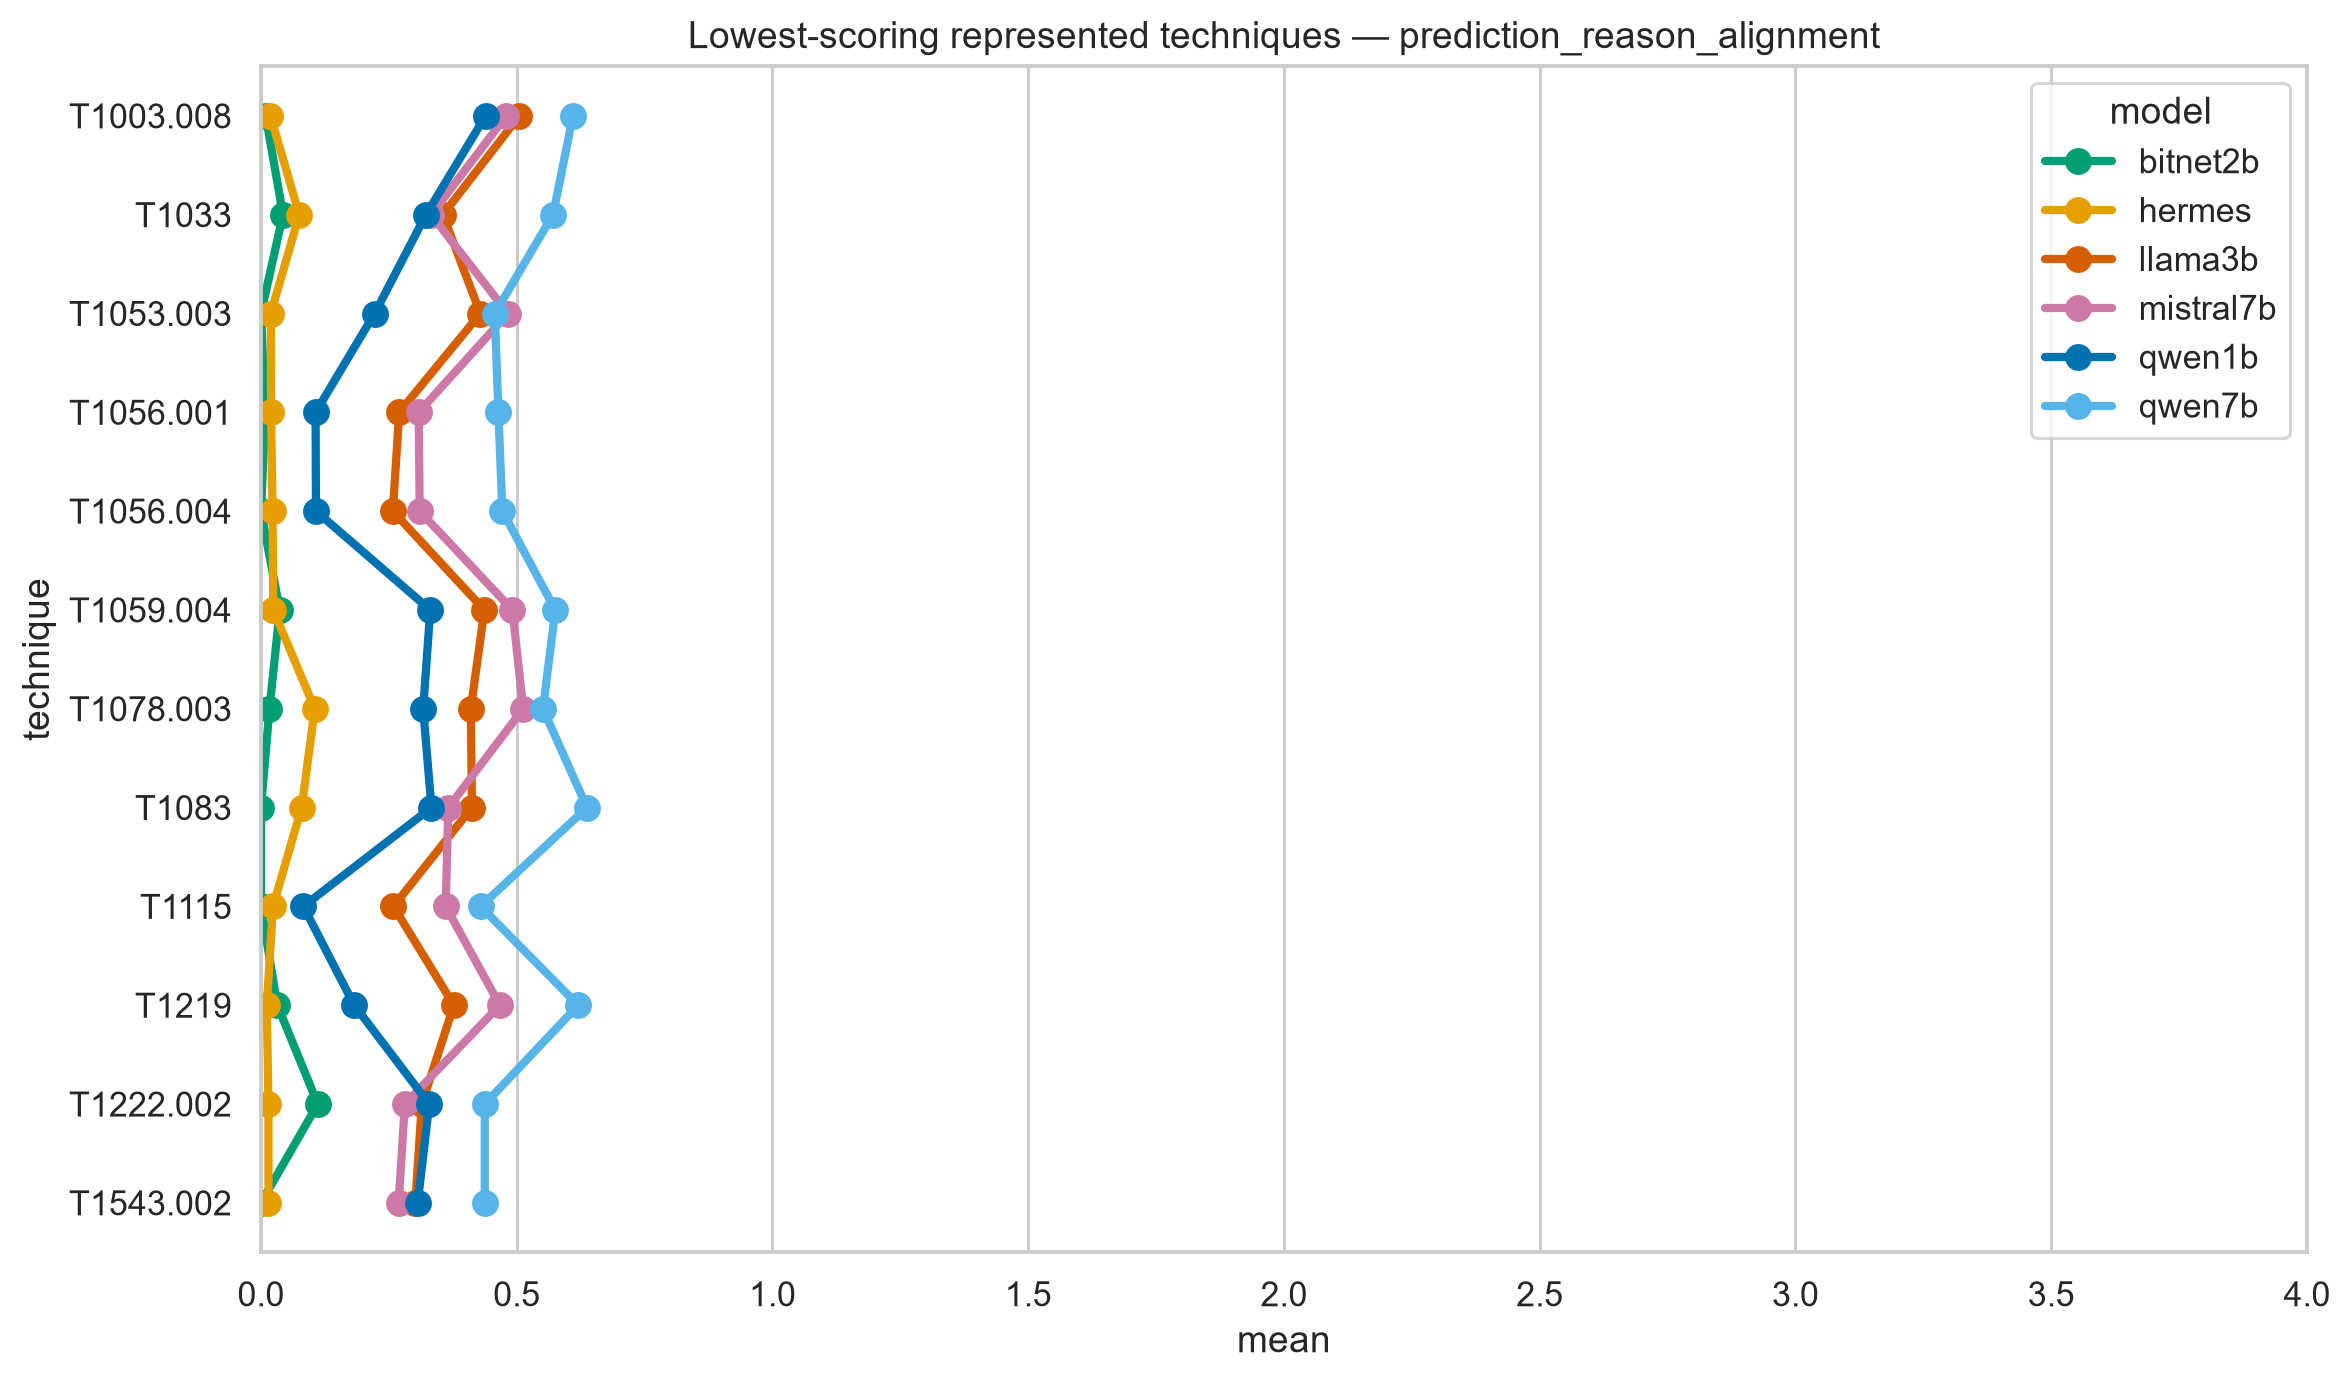 Lowest-scoring represented techniques — prediction_reason_alignment
model
bitnet2b
hermes
llama3b
mistral7b
qwen1b
qwen7b
technique
T1003.008
T1033
T1053.003
T1056.001
T1056.004
T1059.004
T1078.003
T1083
T1115
T1219
T1222.002
T1543.002
0.0 0.5 1.0 1.5 2.0 2.5 3.0 3.5 4.0
mean